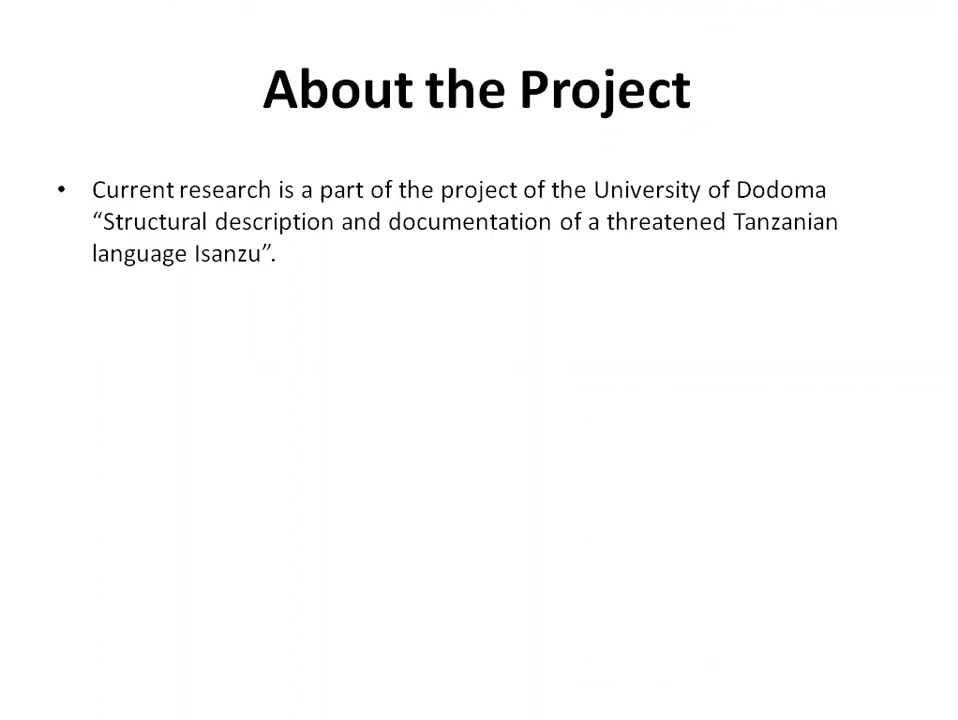 About the Project
• Current research is a part of the project of the University of Dodoma
“Structural description and documentation of a threatened Tanzanian
language Isanzu”.